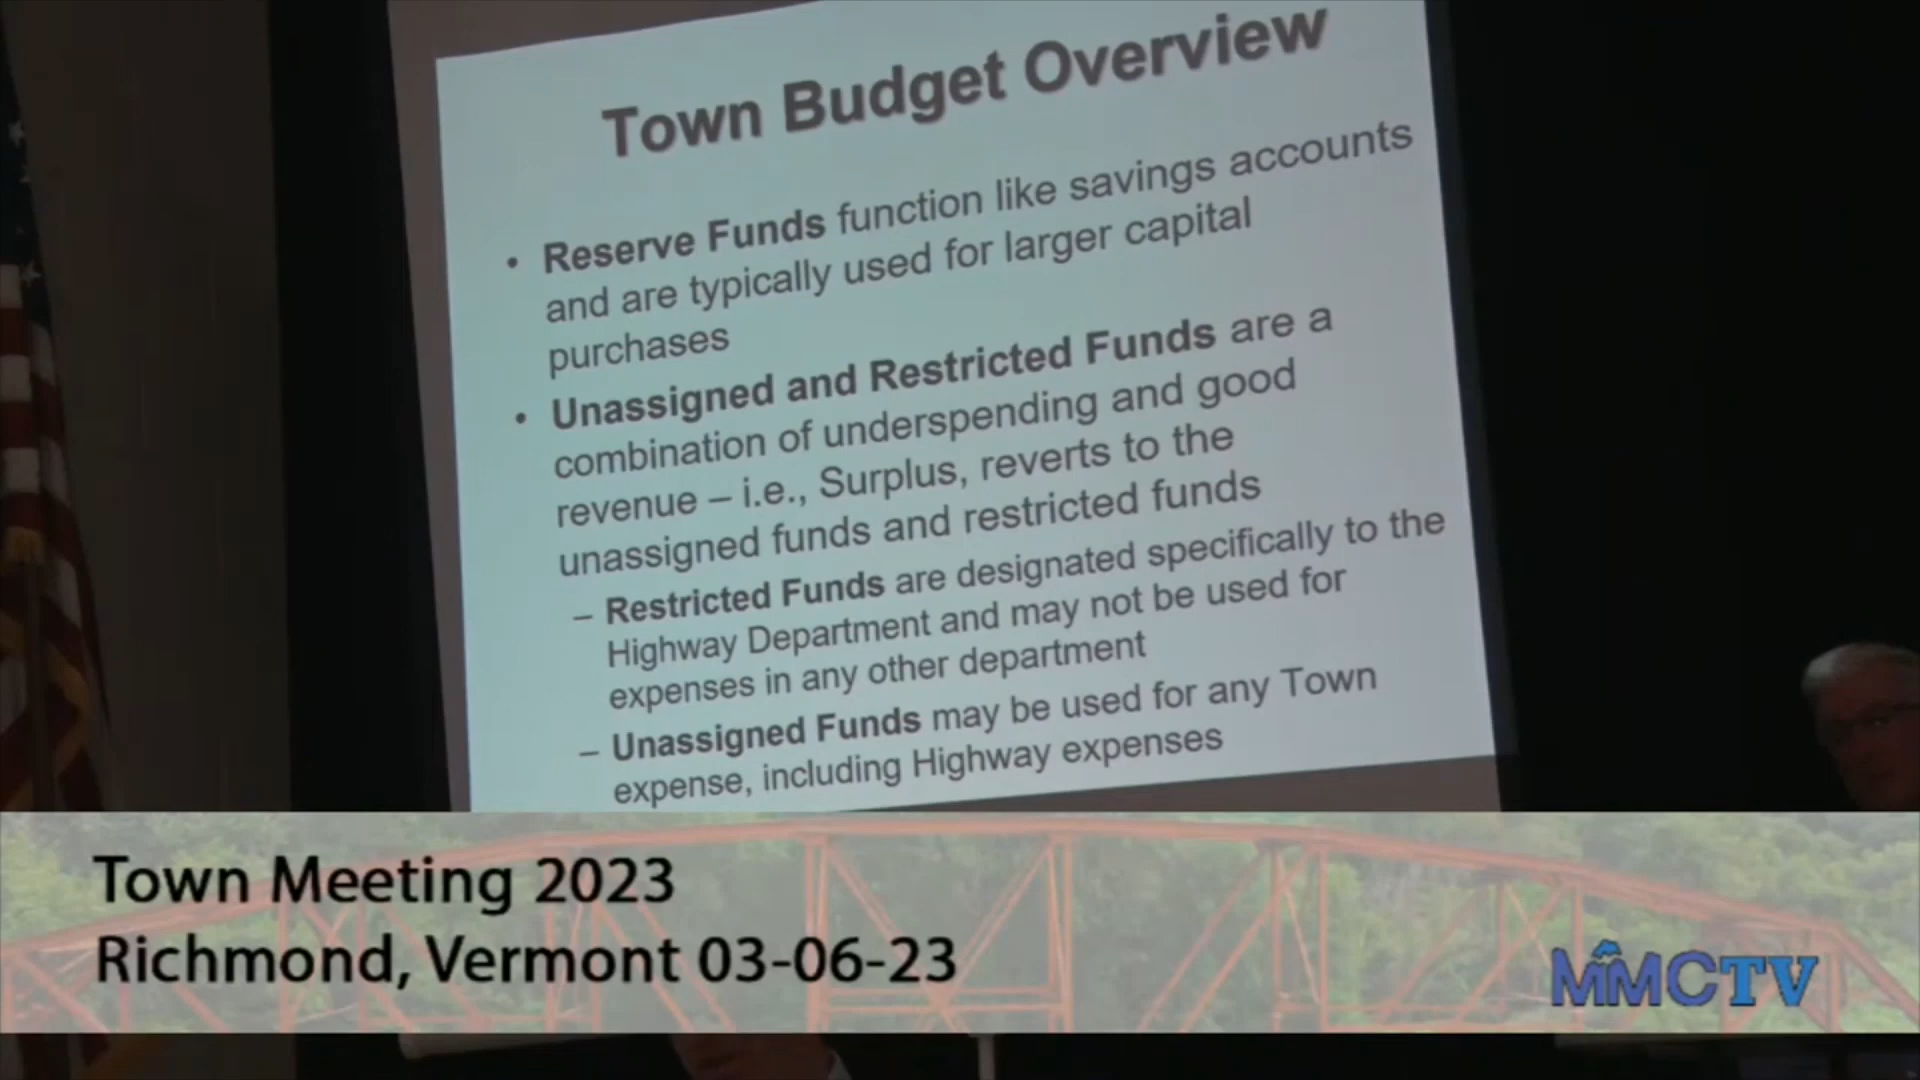 Town Budget Overview
• Reserve Funds function like savings accounts
and are typically used for larger capital
purchases
• Unassigned and Restricted Funds are a
combination of underspending and good
revenue – i.e., Surplus, reverts to the
unassigned funds and restricted funds
– Restricted Funds are designated specifically to the
Highway Department and may not be used for
expenses in any other department
– Unassigned Funds may be used for any Town
expense, including Highway expenses
Town Meeting 2023
Richmond, Vermont 03-06-23
MMCTV